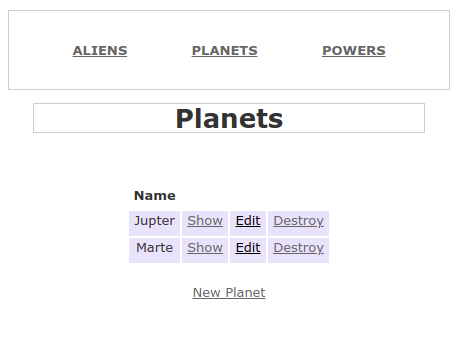 ALIENS PLANETS POWERS
Planets
Name
Jupter Show Edit Destroy
Marte Show Edit Destroy
New Planet